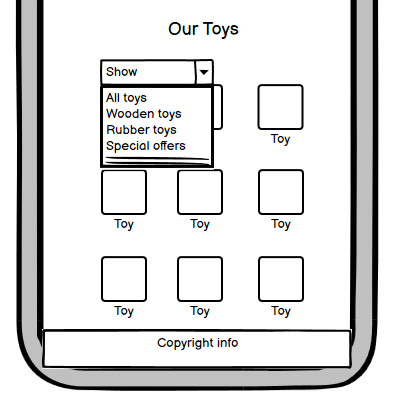 Our Toys
Show
All toys
Wooden toys
Rubber toys
Special offers
Toy
Toy
Toy
Toy
Toy
Toy
Toy
Copyright info